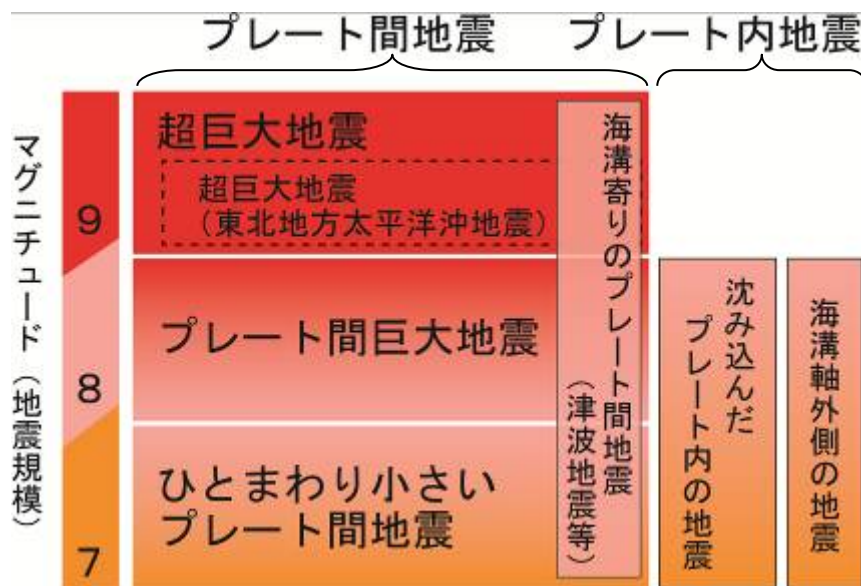 プレート間地震
プレート内地震
マグニチュード（地震規模）
9
8
7
超巨大地震
超巨大地震
（東北地方太平洋沖地震）
プレート間巨大地震
ひとまわり小さい
プレート間地震
海溝寄りのプレート間地震
（津波地震等）
沈み込んだ
プレート内の地震
海溝軸外側の地震